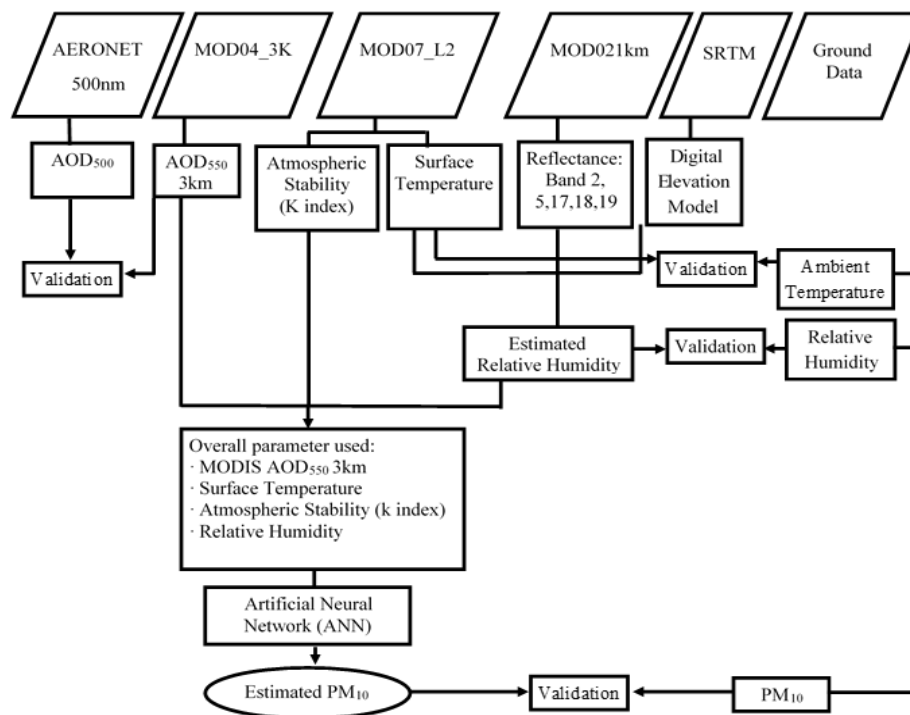 AERONET
500nm
MOD04_3K
MOD07_L2
MOD021km
SRTM
Ground
Data
AOD₅₀₀
AOD₅₅₀
3km
Atmospheric
Stability
(K index)
Surface
Temperature
Reflectance:
Band 2,
5,17,18,19
Digital
Elevation
Model
Validation
Validation
Ambient
Temperature
Estimated
Relative Humidity
Validation
Relative
Humidity
Overall parameter used:
· MODIS AOD₅₅₀ 3km
· Surface Temperature
· Atmospheric Stability (k index)
· Relative Humidity
Artificial Neural
Network (ANN)
Estimated PM₁₀
Validation
PM₁₀